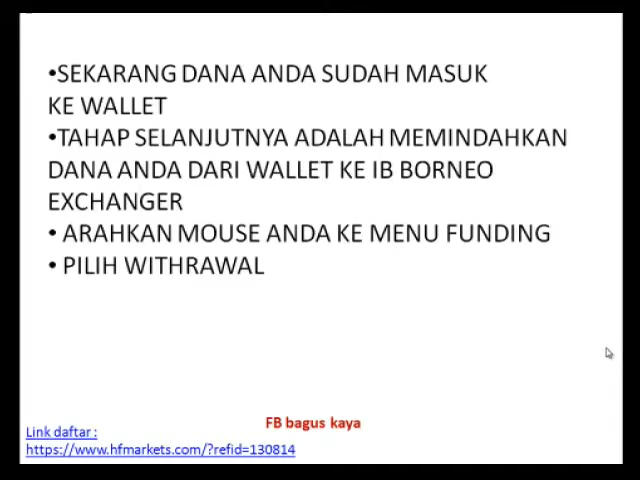 •SEKARANG DANA ANDA SUDAH MASUK
KE WALLET
•TAHAP SELANJUTNYA ADALAH MEMINDAHKAN
DANA ANDA DARI WALLET KE IB BORNEO
EXCHANGER
• ARAHKAN MOUSE ANDA KE MENU FUNDING
• PILIH WITHRAWAL
FB bagus kaya
Link daftar :
https://www.hfmarkets.com/?refid=130814